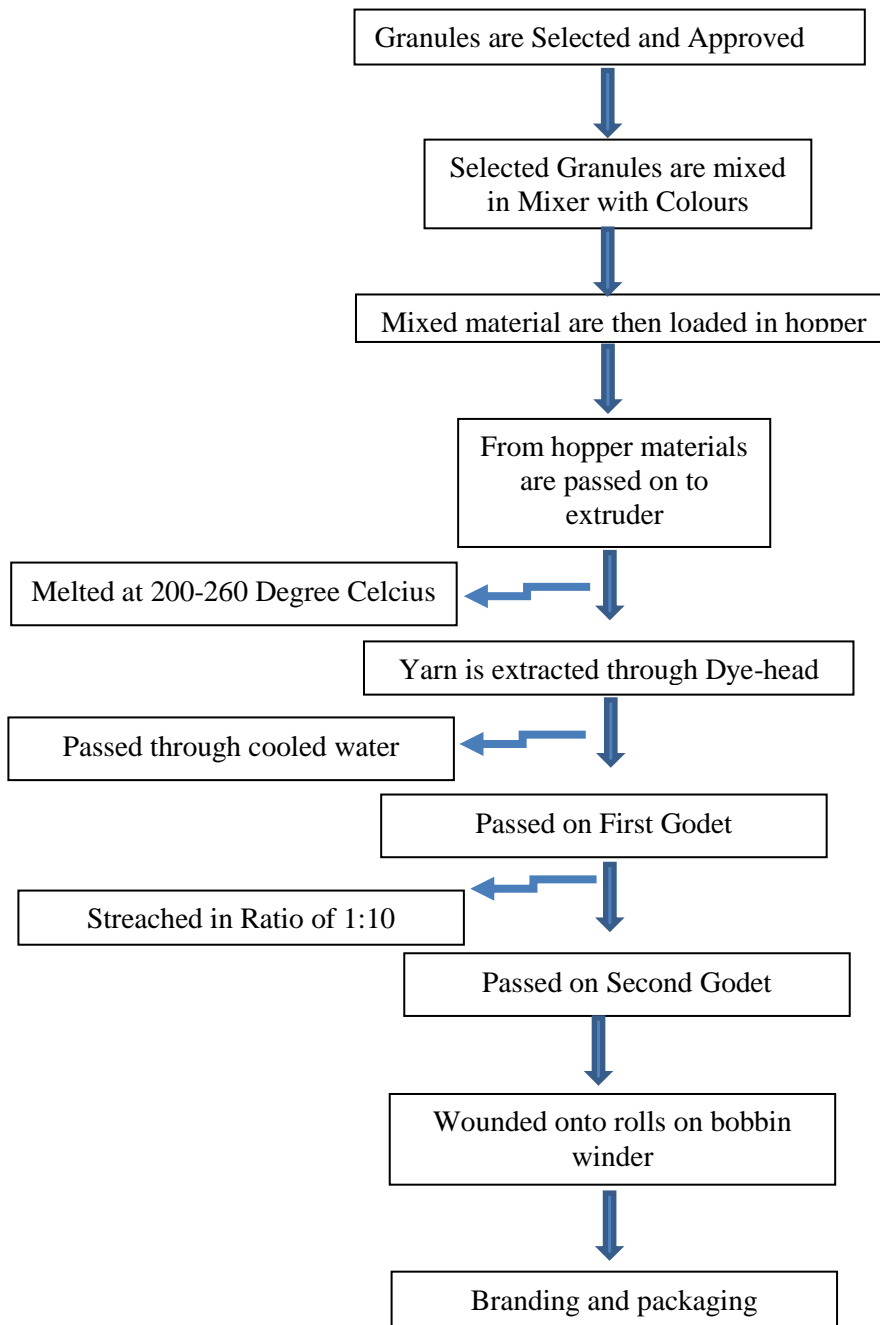 Granules are Selected and Approved
Selected Granules are mixed
in Mixer with Colours
Mixed material are then loaded in hopper
From hopper materials
are passed on to
extruder
Melted at 200-260 Degree Celcius
Yarn is extracted through Dye-head
Passed through cooled water
Passed on First Godet
Streached in Ratio of 1:10
Passed on Second Godet
Wounded onto rolls on bobbin
winder
Branding and packaging